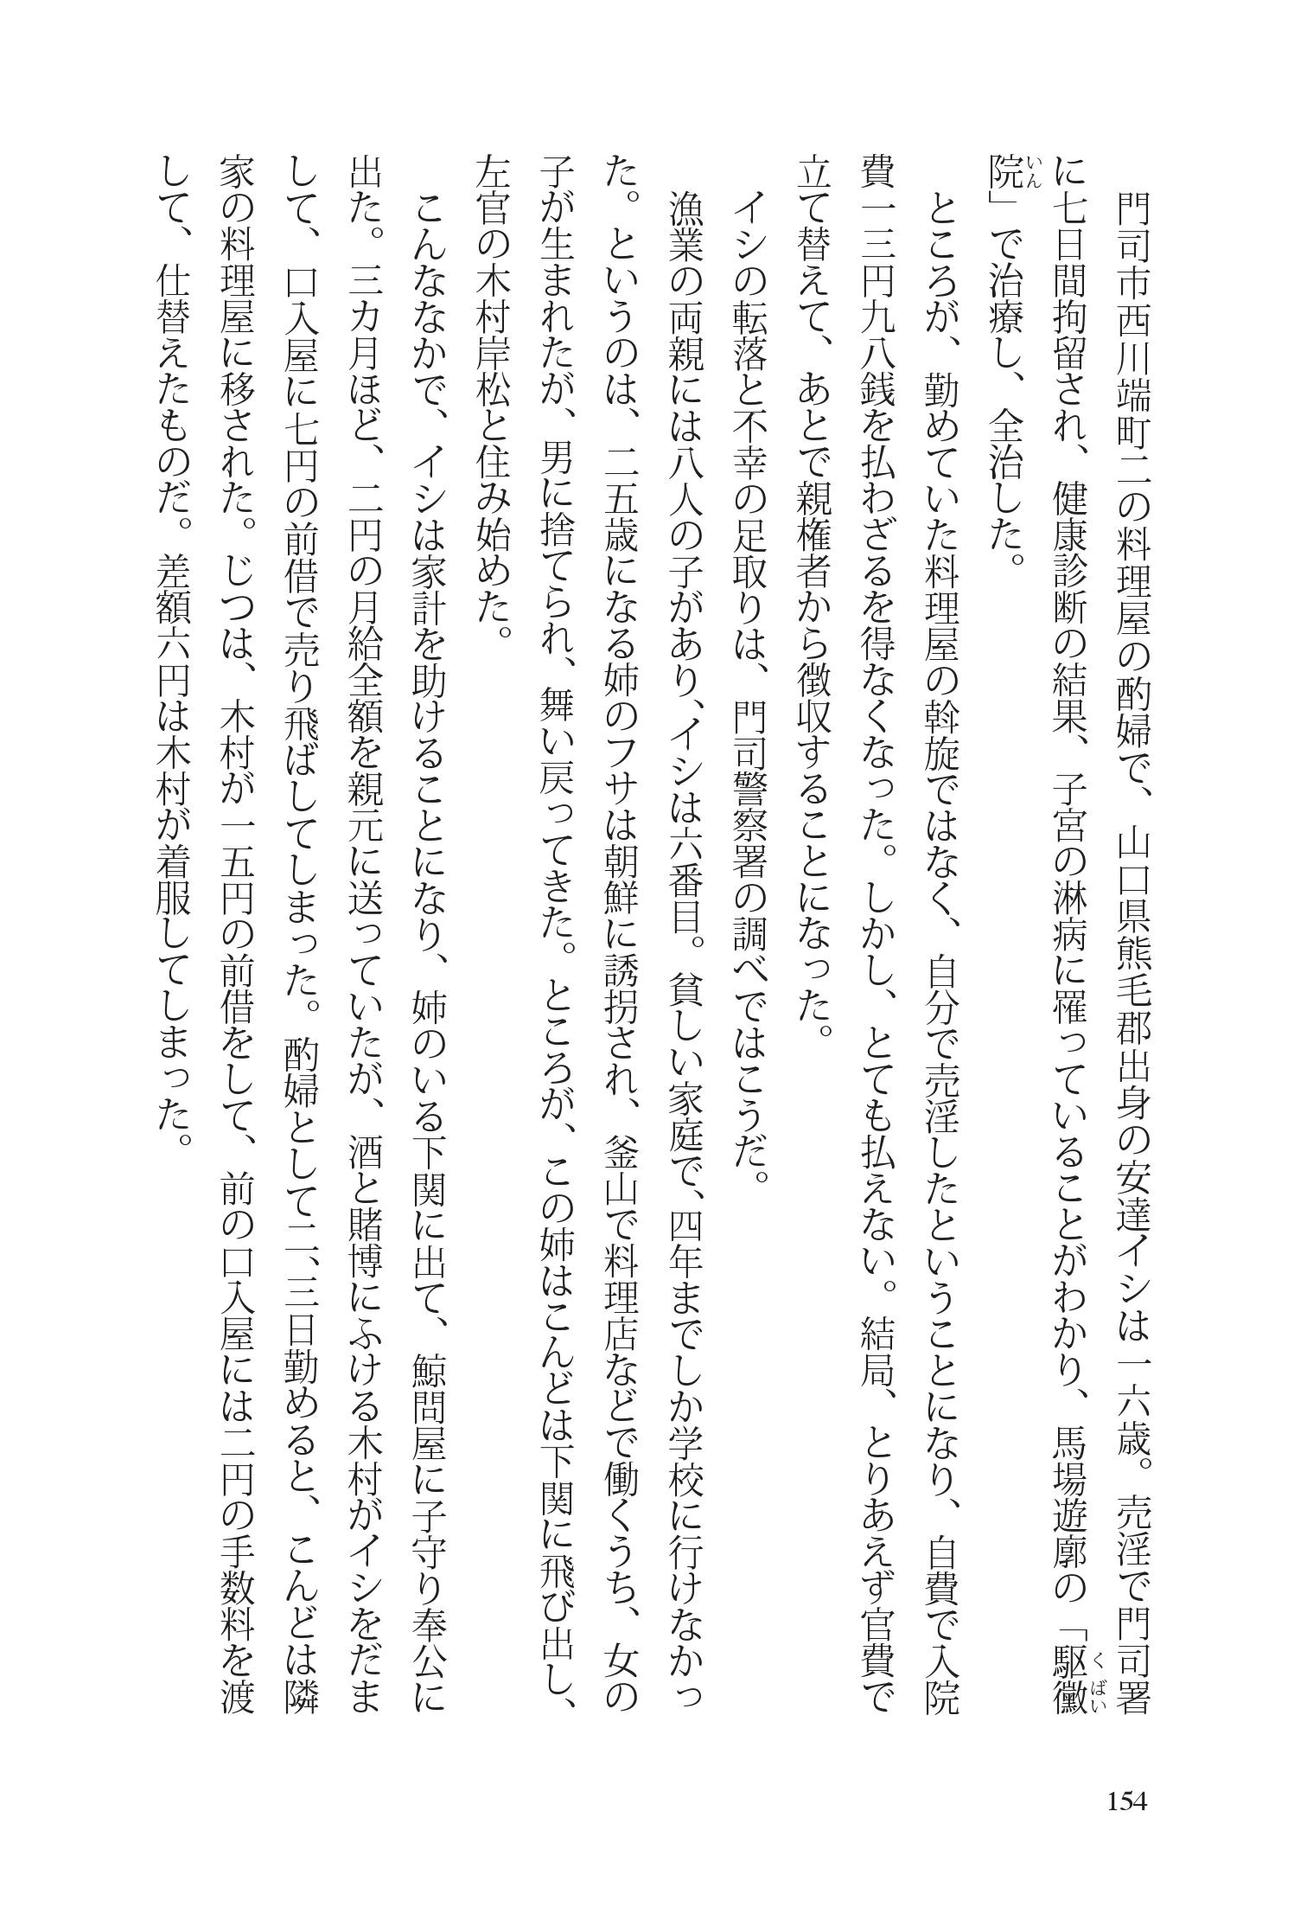 門司市西川端町二の料理屋の酌婦で、山口県熊毛郡出身の安達イシは一六歳。売淫で門司署
に七日間拘留され、健康診断の結果、子宮の淋病に罹っていることがわかり、馬場遊廓の「駆黴
くばい
院」で治療し、全治した。
いん
ところが、勤めていた料理屋の斡旋ではなく、自分で売淫したということになり、自費で入院
費一三円九八銭を払わざるを得なくなった。しかし、とても払えない。結局、とりあえず官費で
立て替えて、あとで親権者から徴収することになった。
イシの転落と不幸の足取りは、門司警察署の調べではこうだ。
漁業の両親には八人の子があり、イシは六番目。貧しい家庭で、四年までしか学校に行けなかっ
た。というのは、二五歳になる姉のフサは朝鮮に誘拐され、釜山で料理店などで働くうち、女の
子が生まれたが、男に捨てられ、舞い戻ってきた。ところが、この姉はこんどは下関に飛び出し、
左官の木村岸松と住み始めた。
こんななかで、イシは家計を助けることになり、姉のいる下関に出て、鯨問屋に子守り奉公に
出た。三カ月ほど、二円の月給全額を親元に送っていたが、酒と賭博にふける木村がイシをだま
して、口入屋に七円の前借で売り飛ばしてしまった。酌婦として二、三日勤めると、こんどは隣
家の料理屋に移された。じつは、木村が一五円の前借をして、前の口入屋には二円の手数料を渡
して、仕替えたものだ。差額六円は木村が着服してしまった。
154